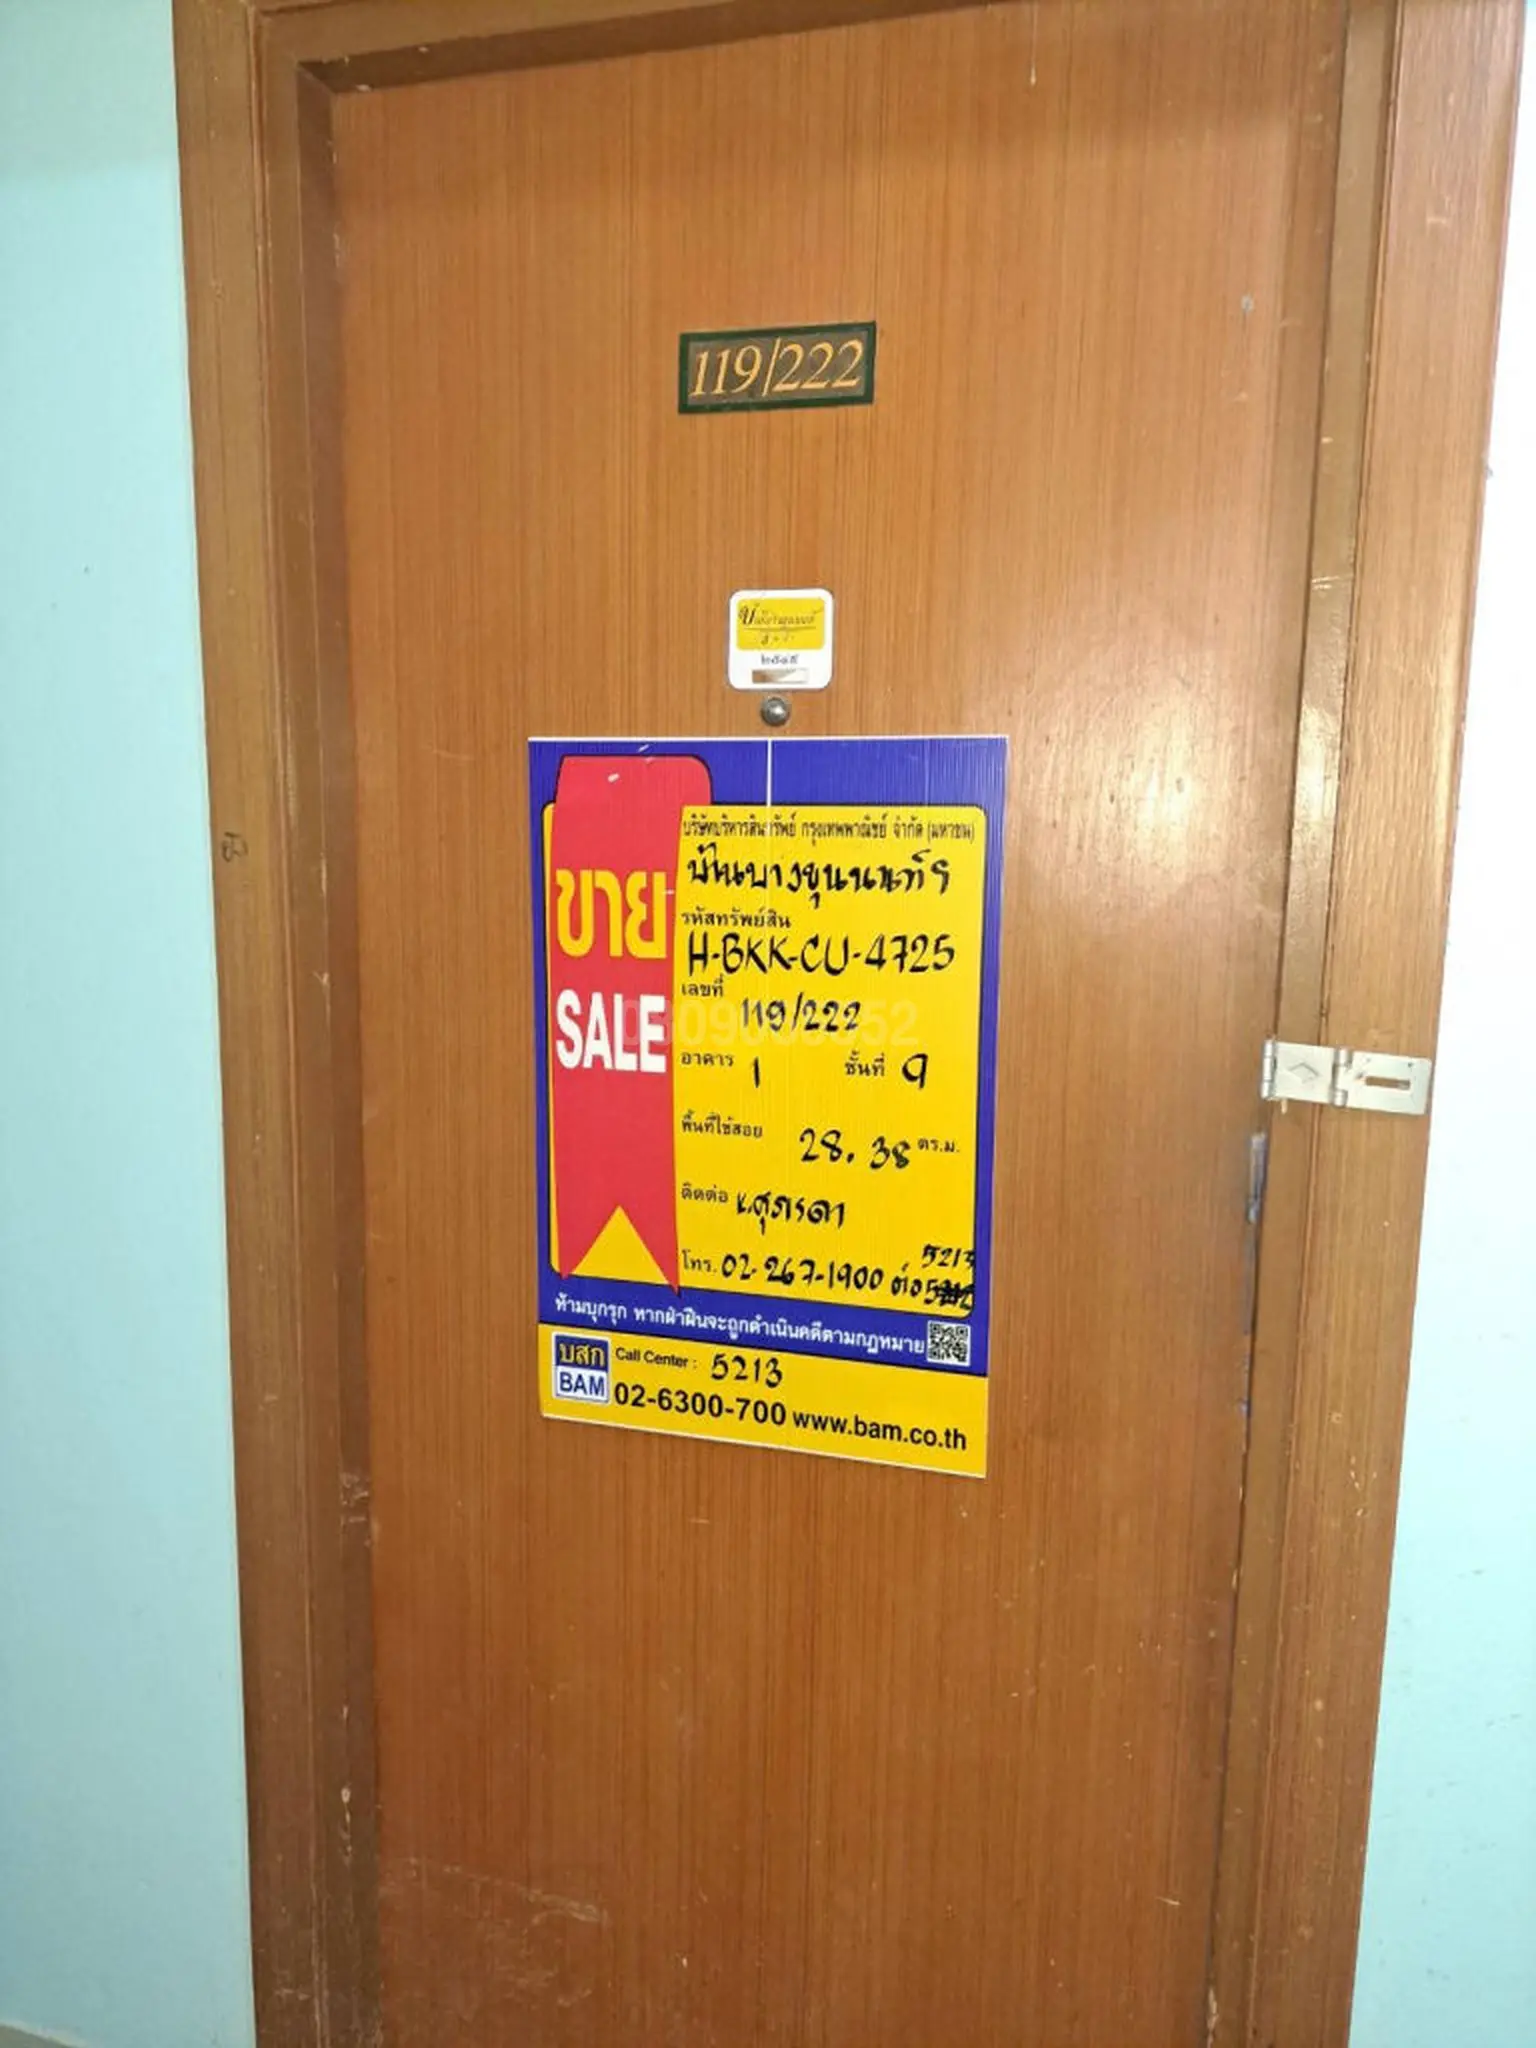 119/222
๒๕๔๕
บริษัทบริหารสินทรัพย์ กรุงเทพพาณิชย์ จำกัด (มหาชน)
บ้านบางขุนนนท์ฯ
ขาย
รหัสทรัพย์สิน
H-BKK-CU-4725
SALE
เลขที่ 119/222
อาคาร 1 ชั้นที่ 9
พื้นที่ใช้สอย 28.38 ตร.ม.
ติดต่อ คุภรดา
โทร. 02-267-1900 ต่อ 5213
ห้ามบุกรุก หากฝ่าฝืนจะถูกดำเนินคดีตามกฎหมาย
บสก
BAM
Call Center : 5213
02-6300-700 www.bam.co.th